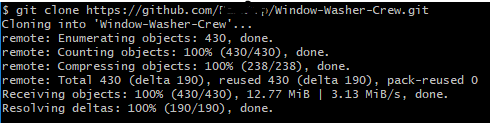 $ git clone https://github.com/ /Window-Washer-Crew.git
Cloning into 'Window-Washer-Crew'...
remote: Enumerating objects: 430, done.
remote: Counting objects: 100% (430/430), done.
remote: Compressing objects: 100% (238/238), done.
remote: Total 430 (delta 190), reused 430 (delta 190), pack-reused 0
Receiving objects: 100% (430/430), 12.77 MiB | 3.13 MiB/s, done.
Resolving deltas: 100% (190/190), done.